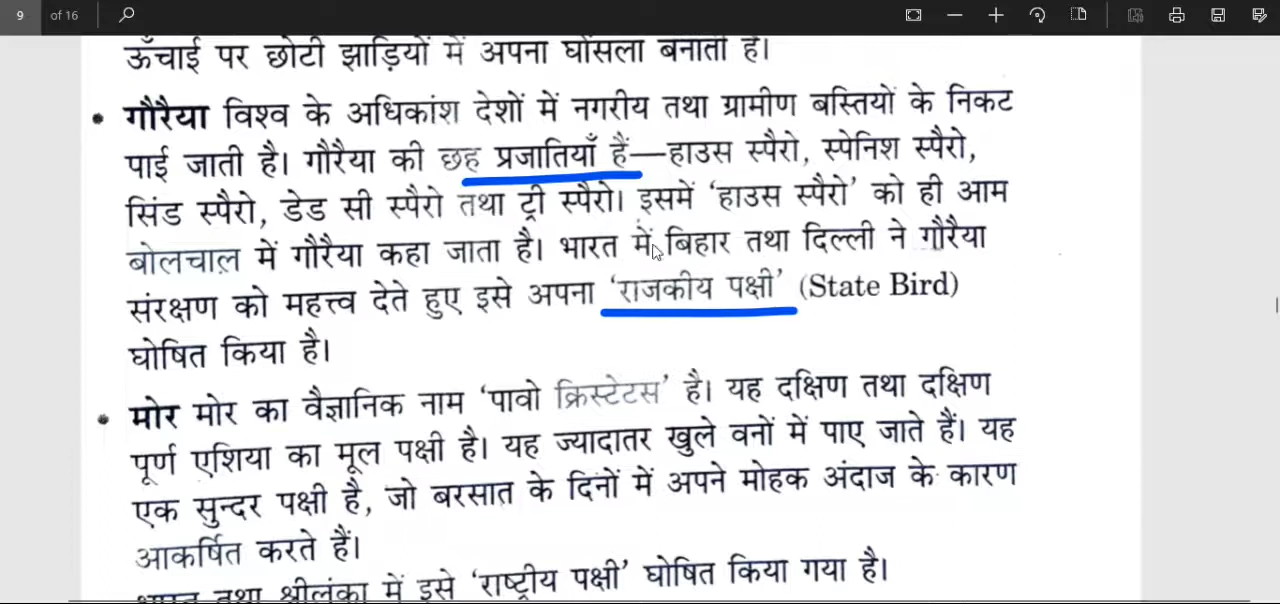 9 of 16
ऊँचाई पर छोटी झाड़ियों में अपना घोंसला बनाती है।
• गौरैया विश्व के अधिकांश देशों में नगरीय तथा ग्रामीण बस्तियों के निकट
पाई जाती है। गौरैया की छह प्रजातियाँ हैं—हाउस स्पैरो, स्पेनिश स्पैरो,
सिंड स्पैरो, डेड सी स्पैरो तथा ट्री स्पैरो। इसमें 'हाउस स्पैरो' को ही आम
बोलचाल में गौरैया कहा जाता है। भारत में बिहार तथा दिल्ली ने गौरैया
संरक्षण को महत्त्व देते हुए इसे अपना 'राजकीय पक्षी' (State Bird)
घोषित किया है।
• मोर मोर का वैज्ञानिक नाम 'पावो क्रिस्टेटस' है। यह दक्षिण तथा दक्षिण
पूर्ण एशिया का मूल पक्षी है। यह ज्यादातर खुले वनों में पाए जाते हैं। यह
एक सुन्दर पक्षी है, जो बरसात के दिनों में अपने मोहक अंदाज के कारण
आकर्षित करते हैं।
भारत तथा श्रीलंका में इसे 'राष्ट्रीय पक्षी' घोषित किया गया है।